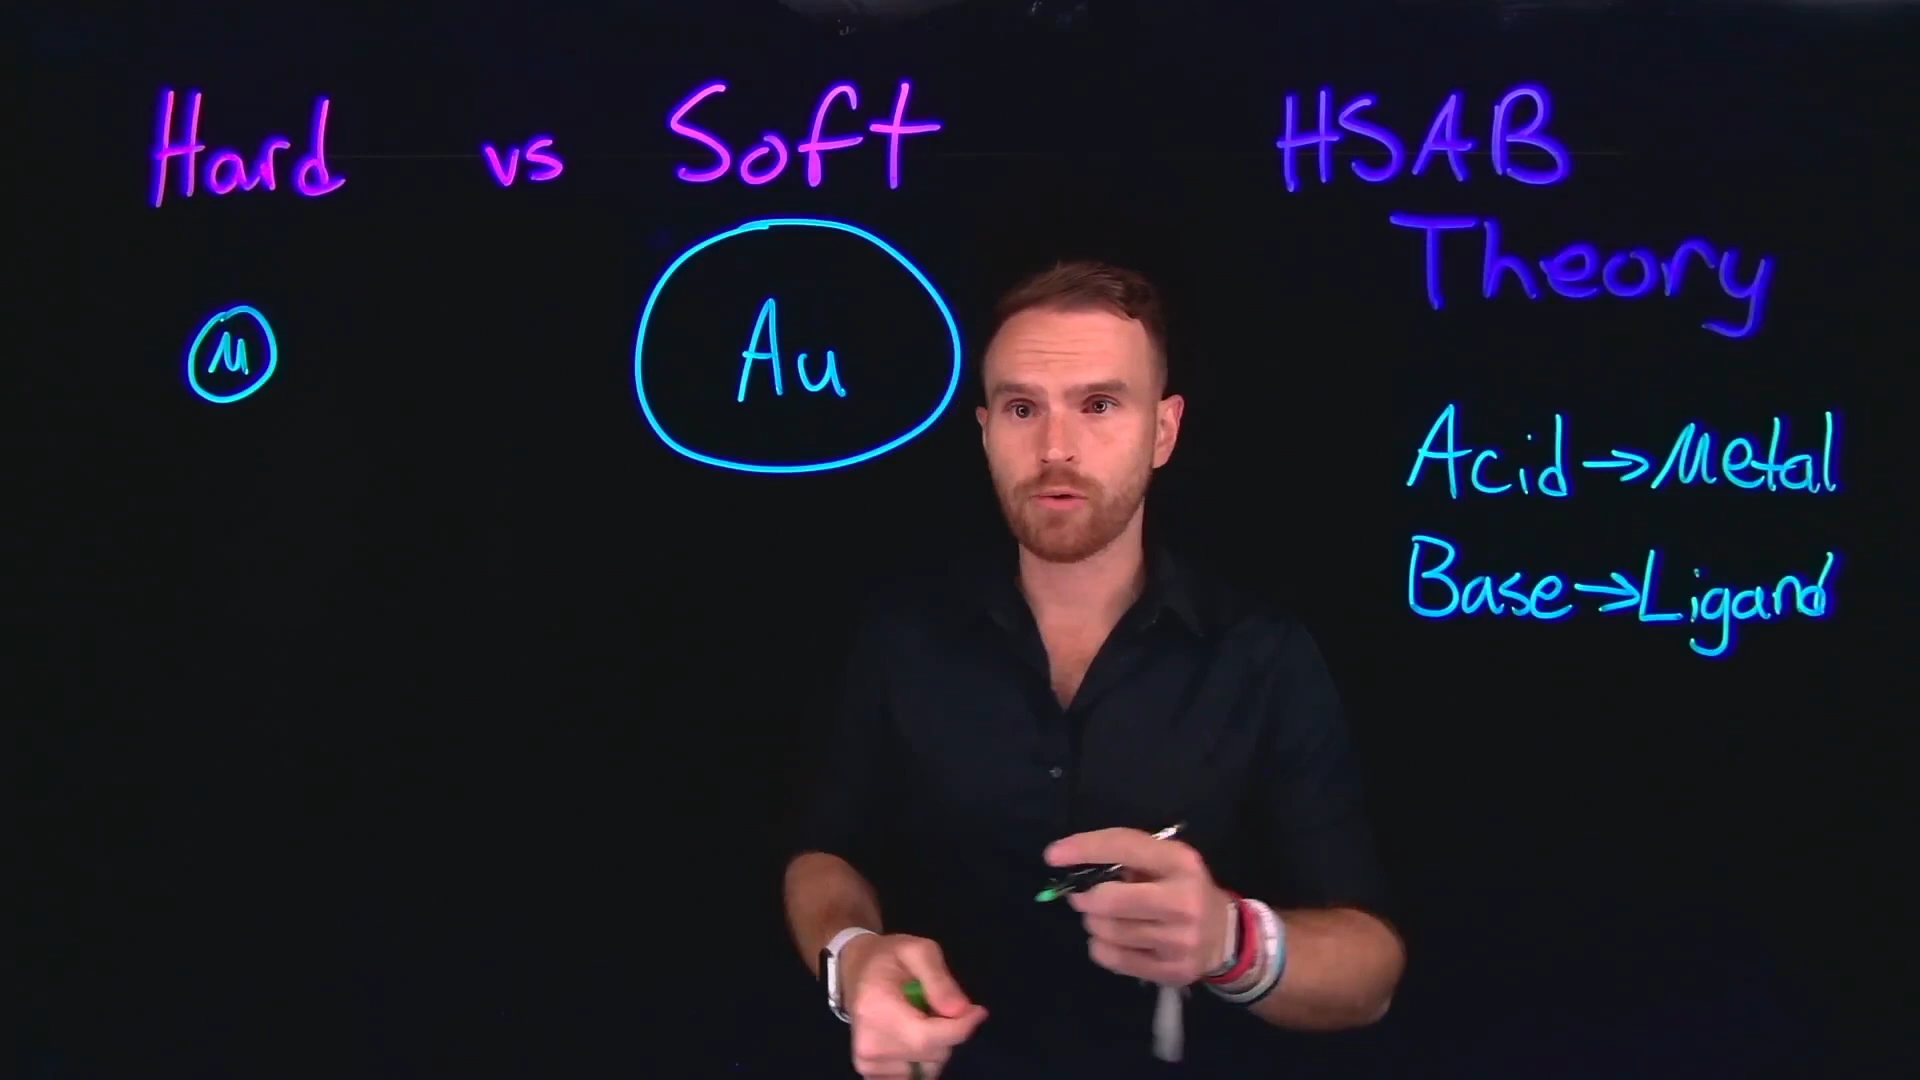 Hard vs Soft
M
Au
HSAB
Theory
Acid→Metal
Base→Ligand